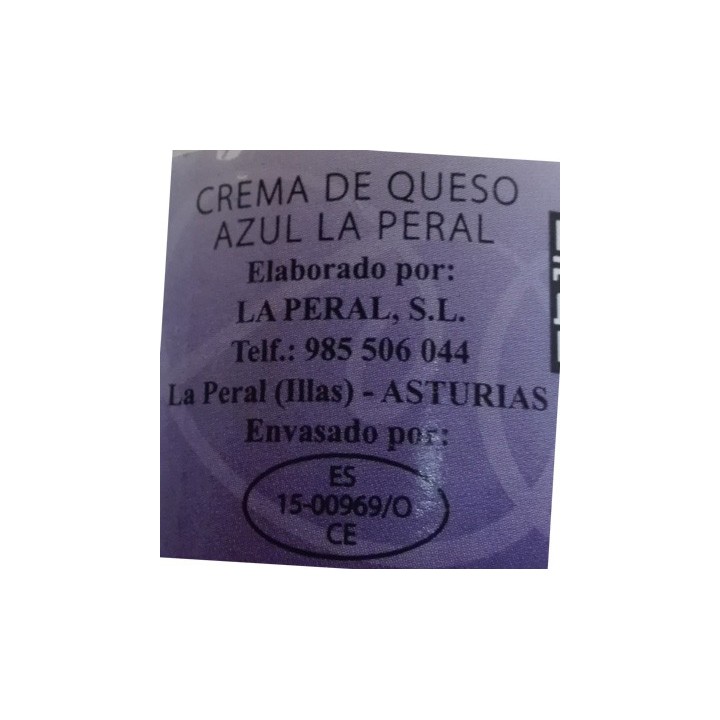 CREMA DE QUESO
AZUL LA PERAL
Elaborado por:
LA PERAL, S.L.
Telf.: 985 506 044
La Peral (Illas) - ASTURIAS
Envasado por:
ES
15-00969/O
CE